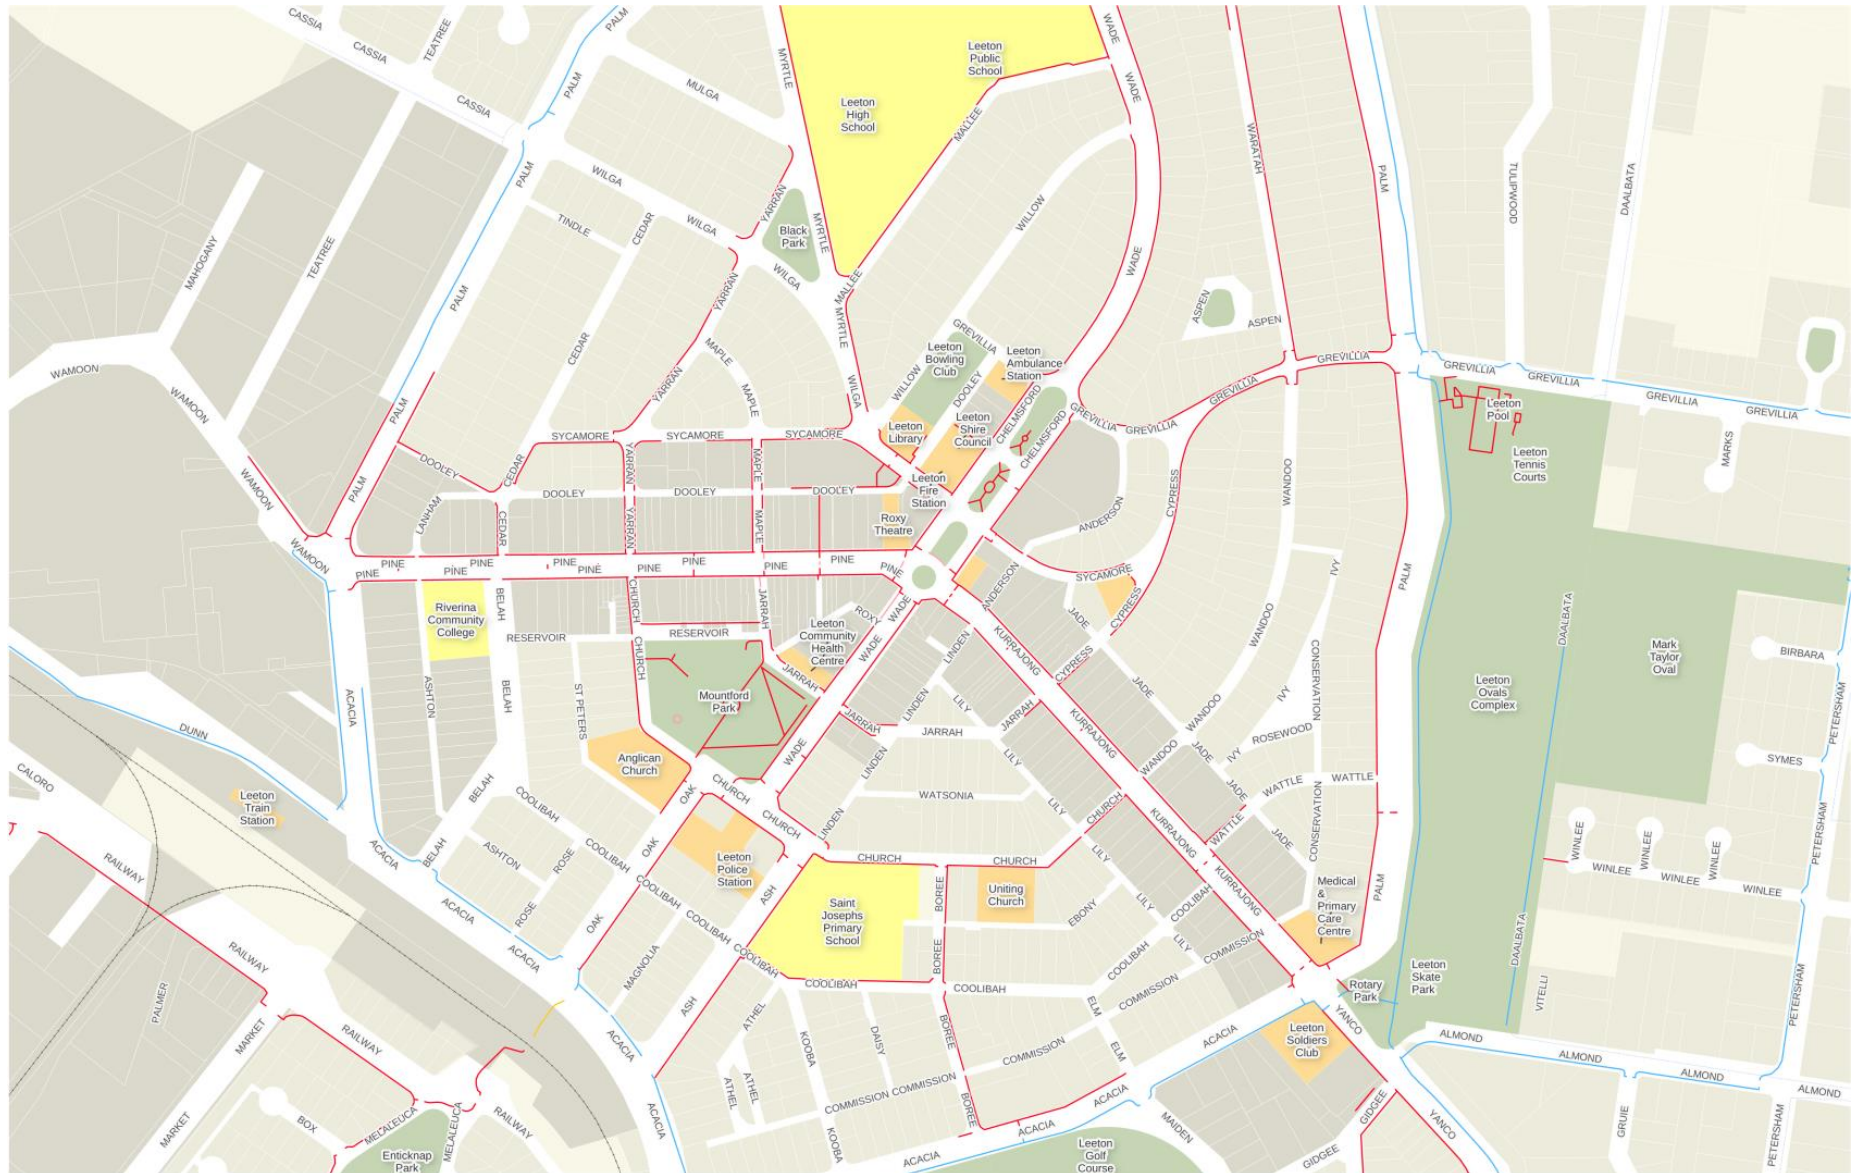 CASSIA
CASSIA
CASSIA
TEATREE
PALM
PALM
MYRTLE
MULGA
Leeton
Public
School
Leeton
High
School
WADE
WADE
MALLEE
WARATAH
PALM
TULIPWOOD
DAALBATA
PALM
WILGA
YARRAN
MYRTLE
Black
Park
WILGA
WILGA
TINDLE
CEDAR
WILLOW
WADE
MAHOGANY
TEATREE
PALM
YARRAN
MALLEE
MYRTLE
ASPEN
ASPEN
CEDAR
MAPLE
GREVILLIA
Leeton
Bowling
Club
Leeton
Ambulance
Station
WAMOON
WAMOON
YARRAN
MAPLE
WILGA
WILLOW
DOOLEY
GREVILLIA
GREVILLIA
GREVILLIA
GREVILLIA
GREVILLIA
GREVILLIA
PALM
Leeton
Pool
CHELMSFORD
CHELMSFORD
GREVILLIA
GREVILLIA
Leeton
Library
Leeton
Shire
Council
SYCAMORE
SYCAMORE
SYCAMORE
YARRAN
MAPLE
DOOLEY
CEDAR
Leeton
Tennis
Courts
MARKS
WAMOON
PALM
LANHAM
DOOLEY
DOOLEY
DOOLEY
Leeton
Fire
Station
CYPRESS
WANDOO
CEDAR
YARRAN
MAPLE
Roxy
Theatre
ANDERSON
WAMOON
PINE
PINE
PINE
PINE
PINE
PINE
PINE
PINE
PINE
PINE
SYCAMORE
ANDERSON
IVY
PALM
CHURCH
BELAH
JARRAH
ROXY
WADE
CYPRESS
JADE
Riverina
Community
College
RESERVOIR
RESERVOIR
Leeton
Community
Health
Centre
WADE
LINDEN
KURRAJONG
WANDOO
DAALBATA
Mark
Taylor
Oval
BIRBARA
CHURCH
JARRAH
CYPRESS
JADE
CONSERVATION
ACACIA
ASHTON
BELAH
ST PETERS
Mountford
Park
LINDEN
LILY
JARRAH
KURRAJONG
WANDOO
IVY
Leeton
Ovals
Complex
PETERSHAM
DUNN
JARRAH
JARRAH
LILY
WANDOO
JADE
IVY
ROSEWOOD
SYMES
CALORO
Anglican
Church
WADE
LINDEN
WATTLE
WATTLE
JADE
Leeton
Train
Station
BELAH
COOLIBAH
OAK
CHURCH
WATSONIA
LILY
CHURCH
KURRAJONG
WATTLE
CONSERVATION
PETERSHAM
CHURCH
LINDEN
JADE
ACACIA
BELAH
ASHTON
ROSE
COOLIBAH
OAK
Leeton
Police
Station
CHURCH
CHURCH
LILY
WINLEE
WINLEE
WINLEE
WINLEE
WINLEE
WINLEE
RAILWAY
ACACIA
ROSE
COOLIBAH
ASH
BOREE
Uniting
Church
KURRAJONG
PALM
Medical
&
Primary
Care
Centre
OAK
COOLIBAH
Saint
Josephs
Primary
School
EBONY
LILY
COOLIBAH
DAALBATA
RAILWAY
ACACIA
MAGNOLIA
COOLIBAH
BOREE
COOLIBAH
LILY
COMMISSION
PALMER
COOLIBAH
COOLIBAH
COMMISSION
Rotary
Park
Leeton
Skate
Park
VITELLI
PETERSHAM
MARKET
RAILWAY
ACACIA
ASH
ATHEL
KOOBA
DAISY
BOREE
ELM
COMMISSION
ELM
ACACIA
Leeton
Soldiers
Club
YANCO
ALMOND
ALMOND
ALMOND
ALMOND
ATHEL
ATHEL
COMMISSION
COMMISSION
ACACIA
MARKET
BOX
MELALEUCA
MELALEUCA
RAILWAY
ACACIA
KOOBA
BOREE
ACACIA
MAIDEN
GIDGEE
GIDGEE
YANCO
GRUIE
PETERSHAM
Enticknap
Park
ACACIA
Leeton
Golf
Course